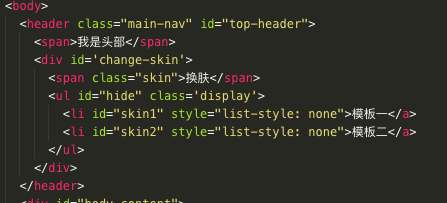 <body>
<header class="main-nav" id="top-header">
<span>我是头部</span>
<div id='change-skin'>
<span class="skin">换肤</span>
<ul id="hide" class='display'>
<li id="skin1" style="list-style: none">模板一</a>
<li id="skin2" style="list-style: none">模板二</a>
</ul>
</div>
</header>
<div id="body-content">